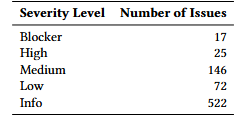 Severity Level Number of Issues
Blocker 17
High 25
Medium 146
Low 72
Info 522